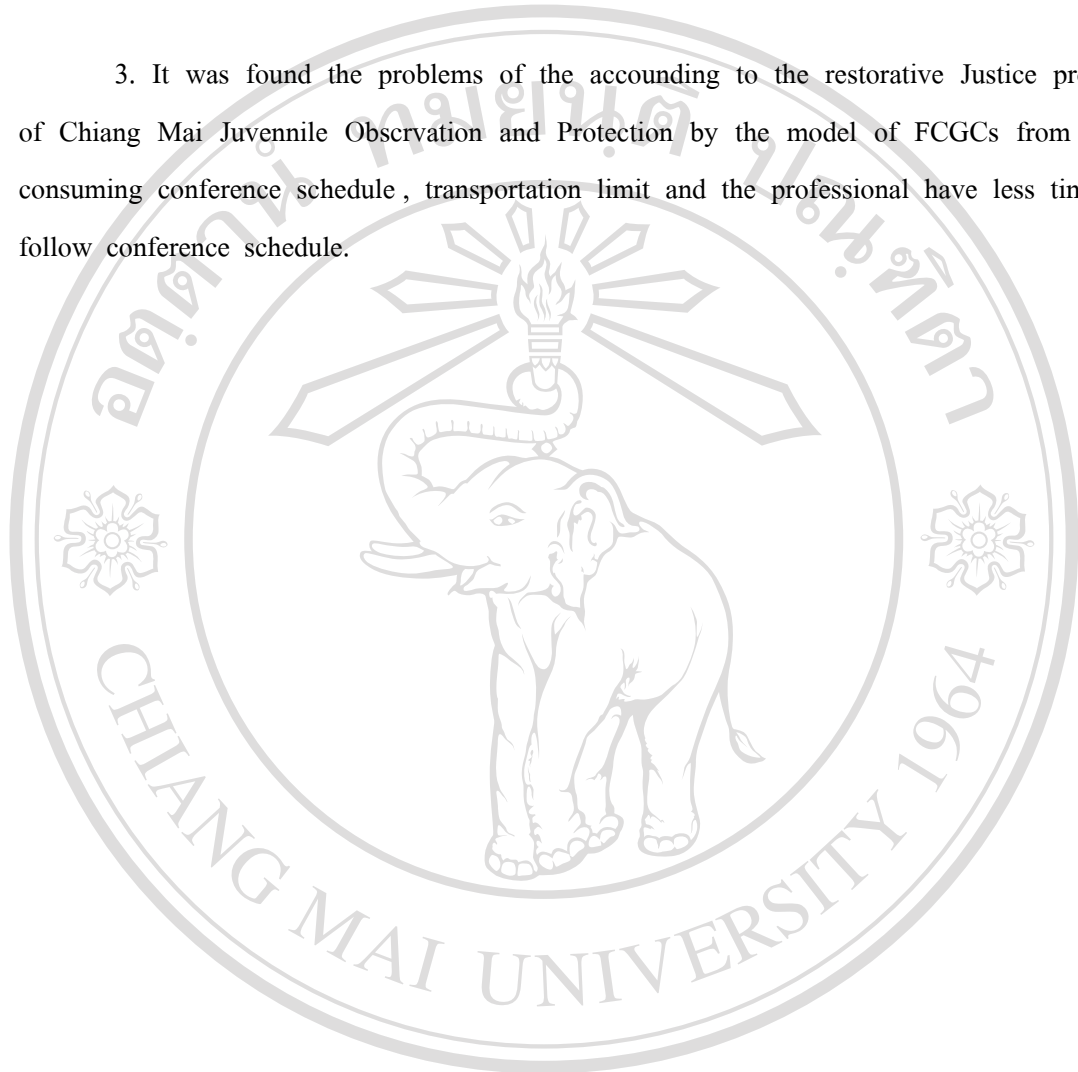 3. It was found the problems of the accounding to the restorative Justice pr
of Chiang Mai Juvennile Obscrvation and Protection by the model of FCGCs from
consuming conference schedule , transportation limit and the professional have less tin
follow conference schedule.
CHIANG MAI UNIVERSITY 1964